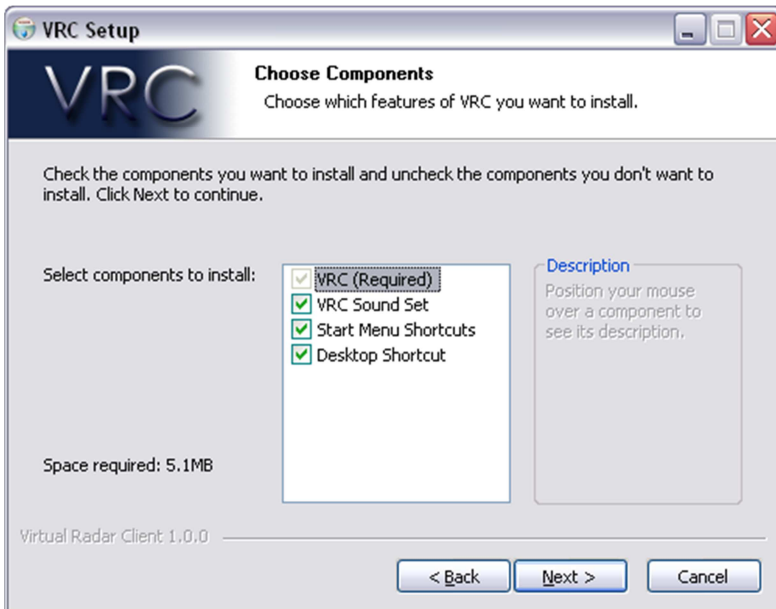 VRC Setup
VRC
Choose Components
Choose which features of VRC you want to install.
Check the components you want to install and uncheck the components you don't want to
install. Click Next to continue.
Select components to install:
VRC (Required)
VRC Sound Set
Start Menu Shortcuts
Desktop Shortcut
Description
Position your mouse
over a component to
see its description.
Space required: 5.1MB
Virtual Radar Client 1.0.0
< Back
Next >
Cancel